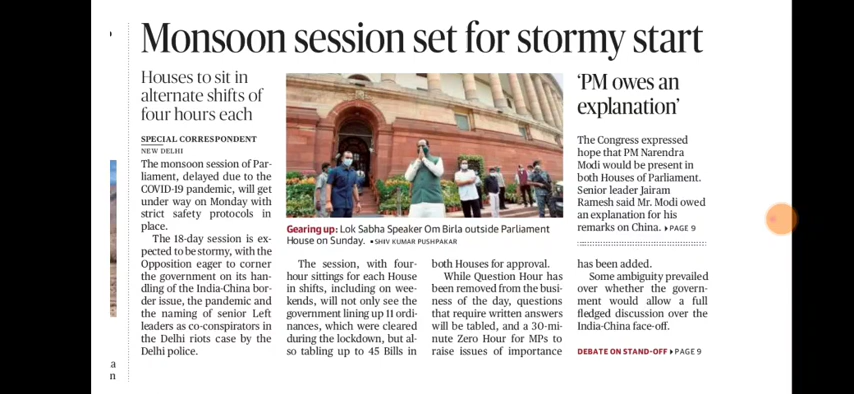 Monsoon session set for stormy start
Houses to sit in
alternate shifts of
four hours each
SPECIAL CORRESPONDENT
NEW DELHI
The monsoon session of Par-
liament, delayed due to the
COVID-19 pandemic, will get
under way on Monday with
strict safety protocols in
place.
The 18-day session is ex-
pected to be stormy, with the
Opposition eager to corner
the government on its han-
dling of the India-China bor-
der issue, the pandemic and
the naming of senior Left
leaders as co-conspirators in
the Delhi riots case by the
Delhi police.
Gearing up: Lok Sabha Speaker Om Birla outside Parliament
House on Sunday. • SHIV KUMAR PUSHPAKAR
The session, with four-
hour sittings for each House
in shifts, including on wee-
kends, will not only see the
government lining up 11 ordi-
nances, which were cleared
during the lockdown, but al-
so tabling up to 45 Bills in
both Houses for approval.
While Question Hour has
been removed from the busi-
ness of the day, questions
that require written answers
will be tabled, and a 30-mi-
nute Zero Hour for MPs to
raise issues of importance
has been added.
Some ambiguity prevailed
over whether the govern-
ment would allow a full
fledged discussion over the
India-China face-off.
DEBATE ON STAND-OFF ▸ PAGE 9
‘PM owes an
explanation’
The Congress expressed
hope that PM Narendra
Modi would be present in
both Houses of Parliament.
Senior leader Jairam
Ramesh said Mr. Modi owed
an explanation for his
remarks on China. ▸ PAGE 9
a
n